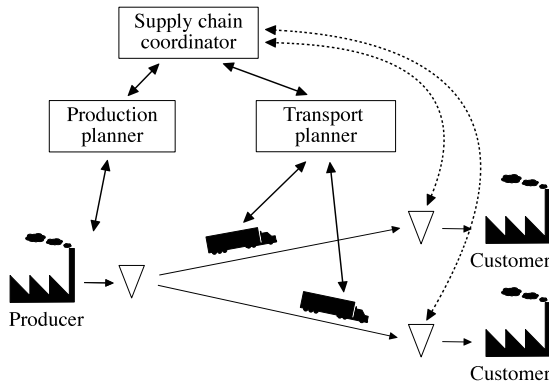 Supply chain
coordinator
Production
planner
Transport
planner
Producer
Customer
Customer